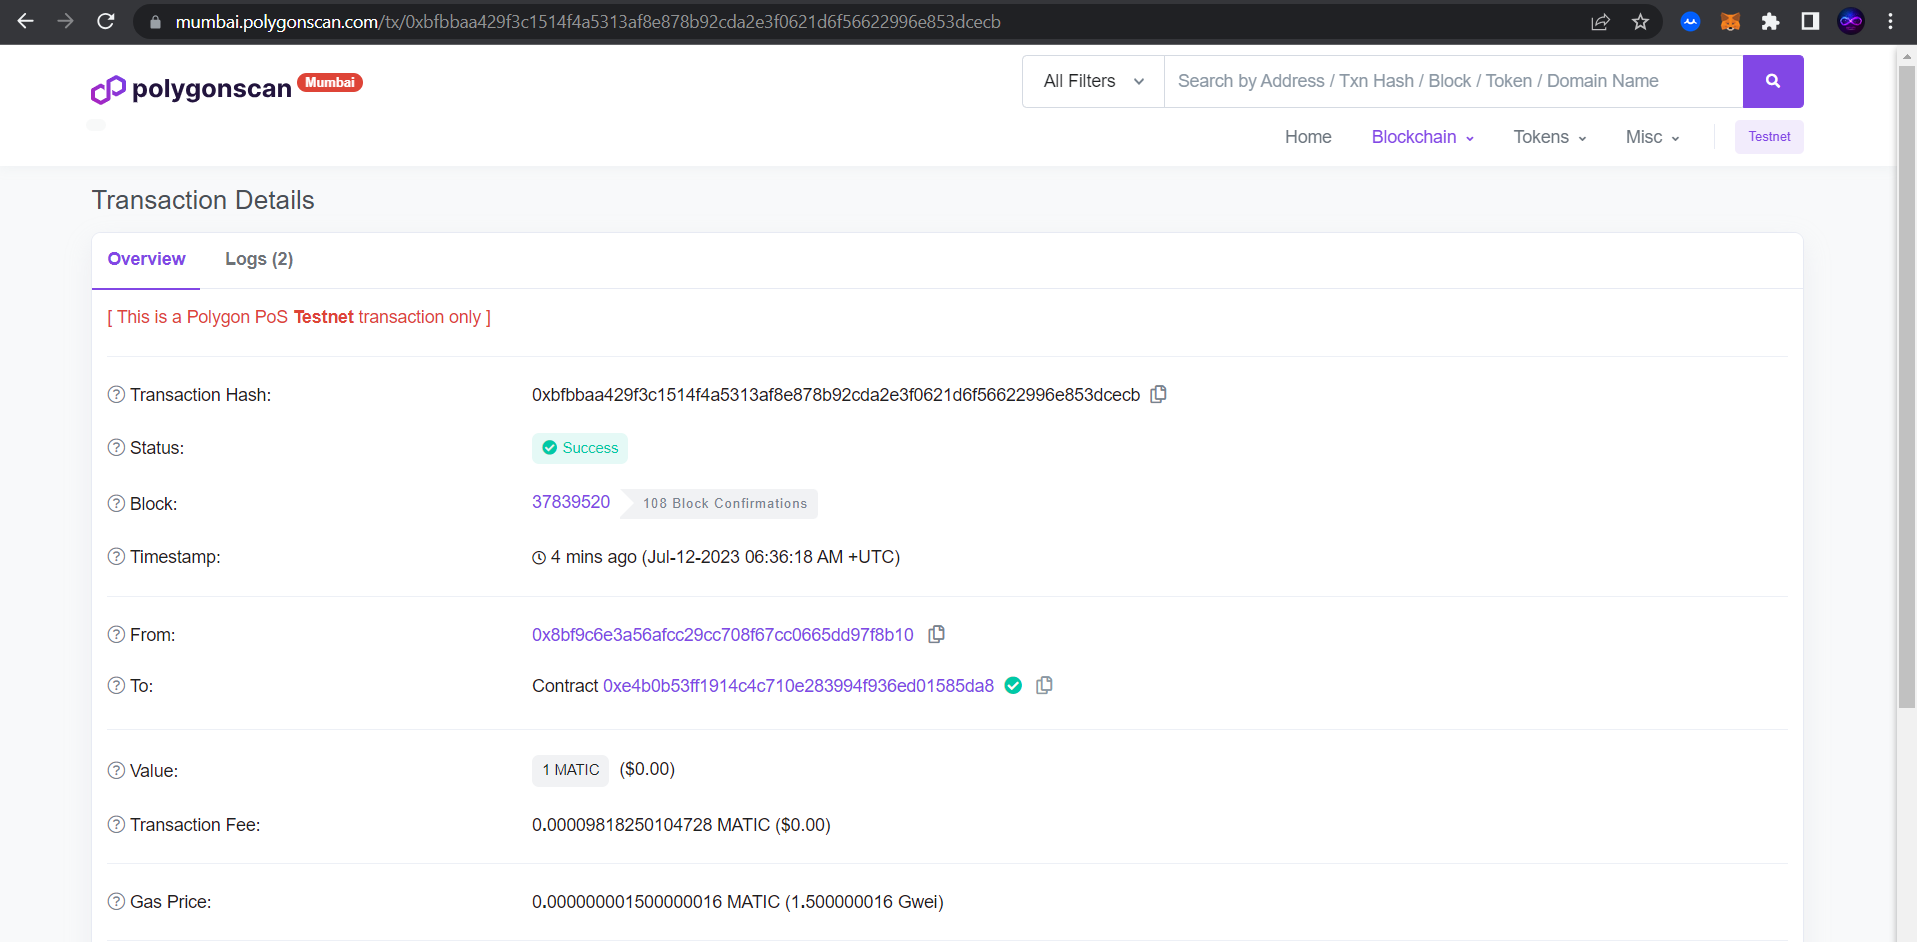 mumbai.polygonscan.com/tx/0xbfbbaa429f3c1514f4a5313af8e878b92cda2e3f0621d6f56622996e853dcecb
polygonscan Mumbai
All Filters Search by Address / Txn Hash / Block / Token / Domain Name
Home Blockchain Tokens Misc Testnet
Transaction Details
Overview Logs (2)
[ This is a Polygon PoS Testnet transaction only ]
Transaction Hash: 0xbfbbaa429f3c1514f4a5313af8e878b92cda2e3f0621d6f56622996e853dcecb
Status: Success
Block: 37839520 108 Block Confirmations
Timestamp: 4 mins ago (Jul-12-2023 06:36:18 AM +UTC)
From: 0x8bf9c6e3a56afcc29cc708f67cc0665dd97f8b10
To: Contract 0xe4b0b53ff1914c4c710e283994f936ed01585da8
Value: 1 MATIC ($0.00)
Transaction Fee: 0.00009818250104728 MATIC ($0.00)
Gas Price: 0.000000001500000016 MATIC (1.500000016 Gwei)